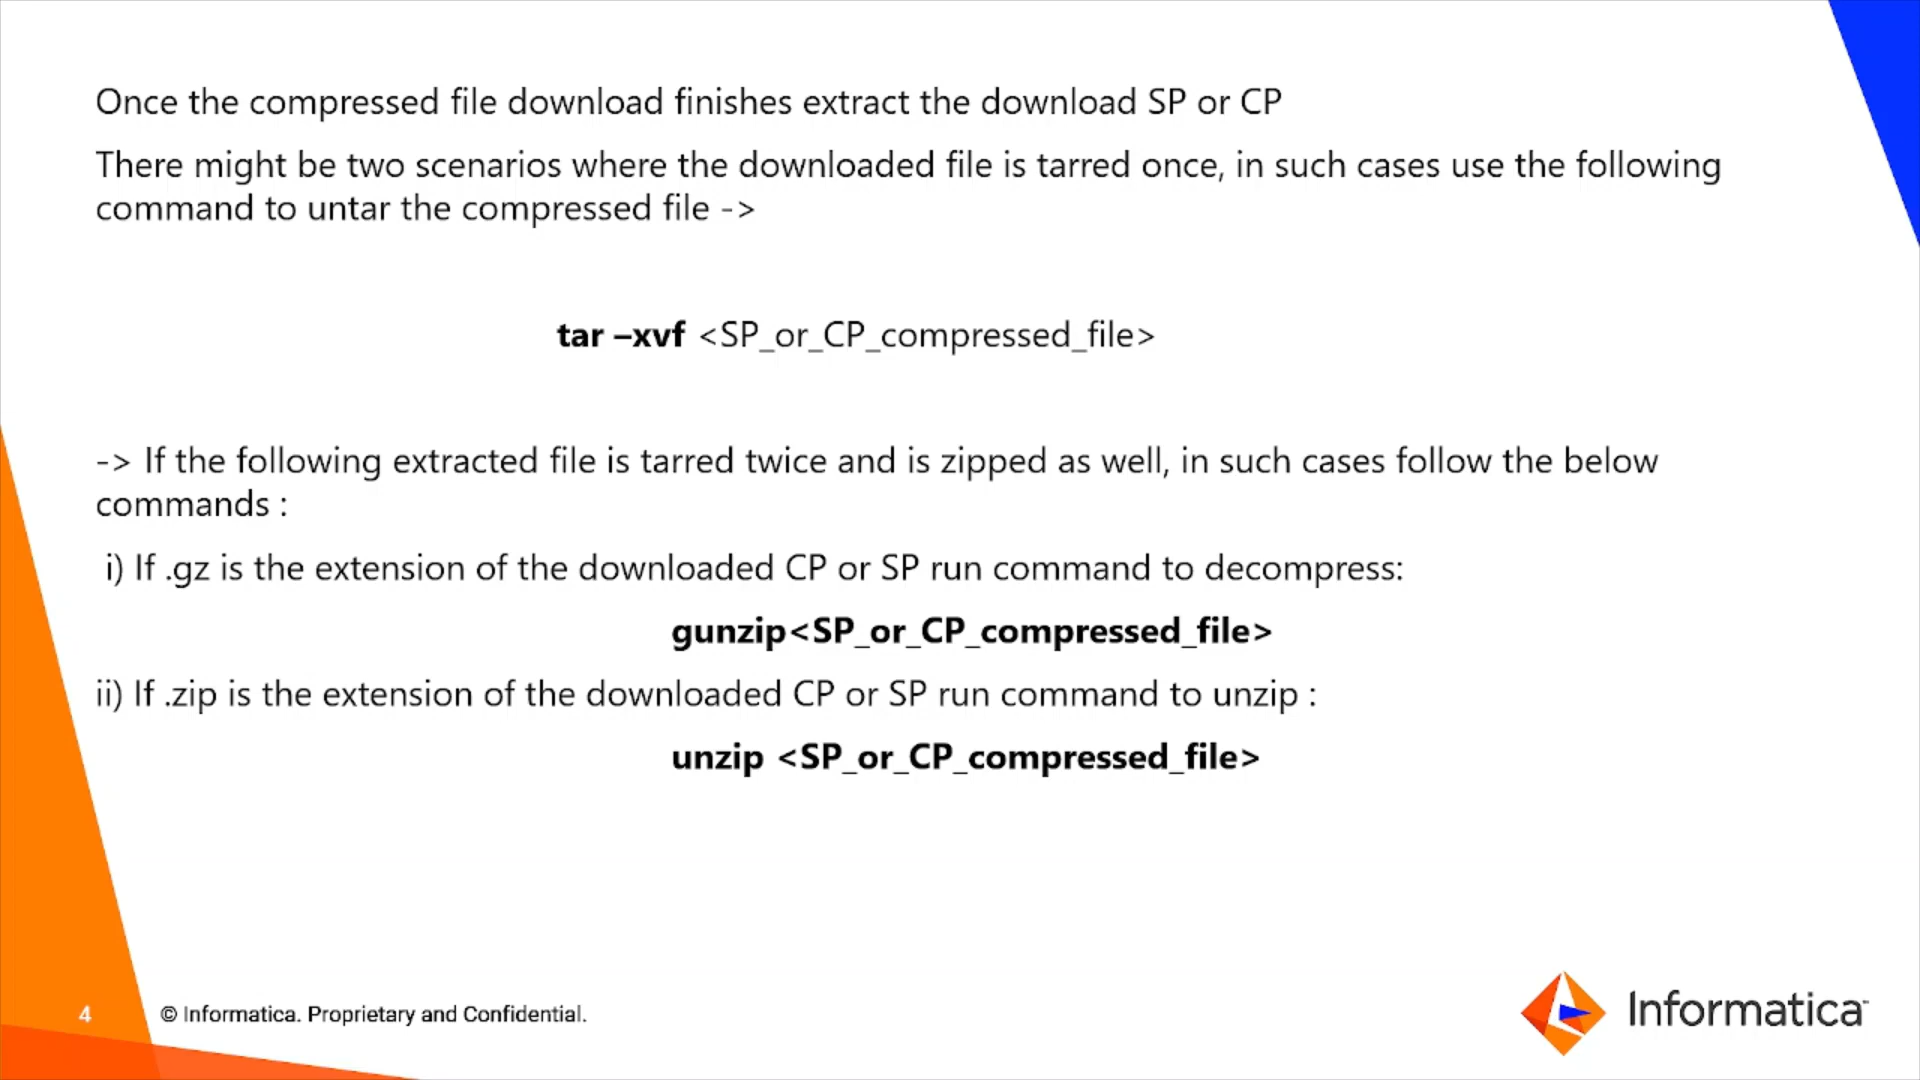 Once the compressed file download finishes extract the download SP or CP
There might be two scenarios where the downloaded file is tarred once, in such cases use the following
command to untar the compressed file ->
tar –xvf <SP_or_CP_compressed_file>
-> If the following extracted file is tarred twice and is zipped as well, in such cases follow the below
commands :
i) If .gz is the extension of the downloaded CP or SP run command to decompress:
gunzip<SP_or_CP_compressed_file>
ii) If .zip is the extension of the downloaded CP or SP run command to unzip :
unzip <SP_or_CP_compressed_file>
4 © Informatica. Proprietary and Confidential.
Informatica